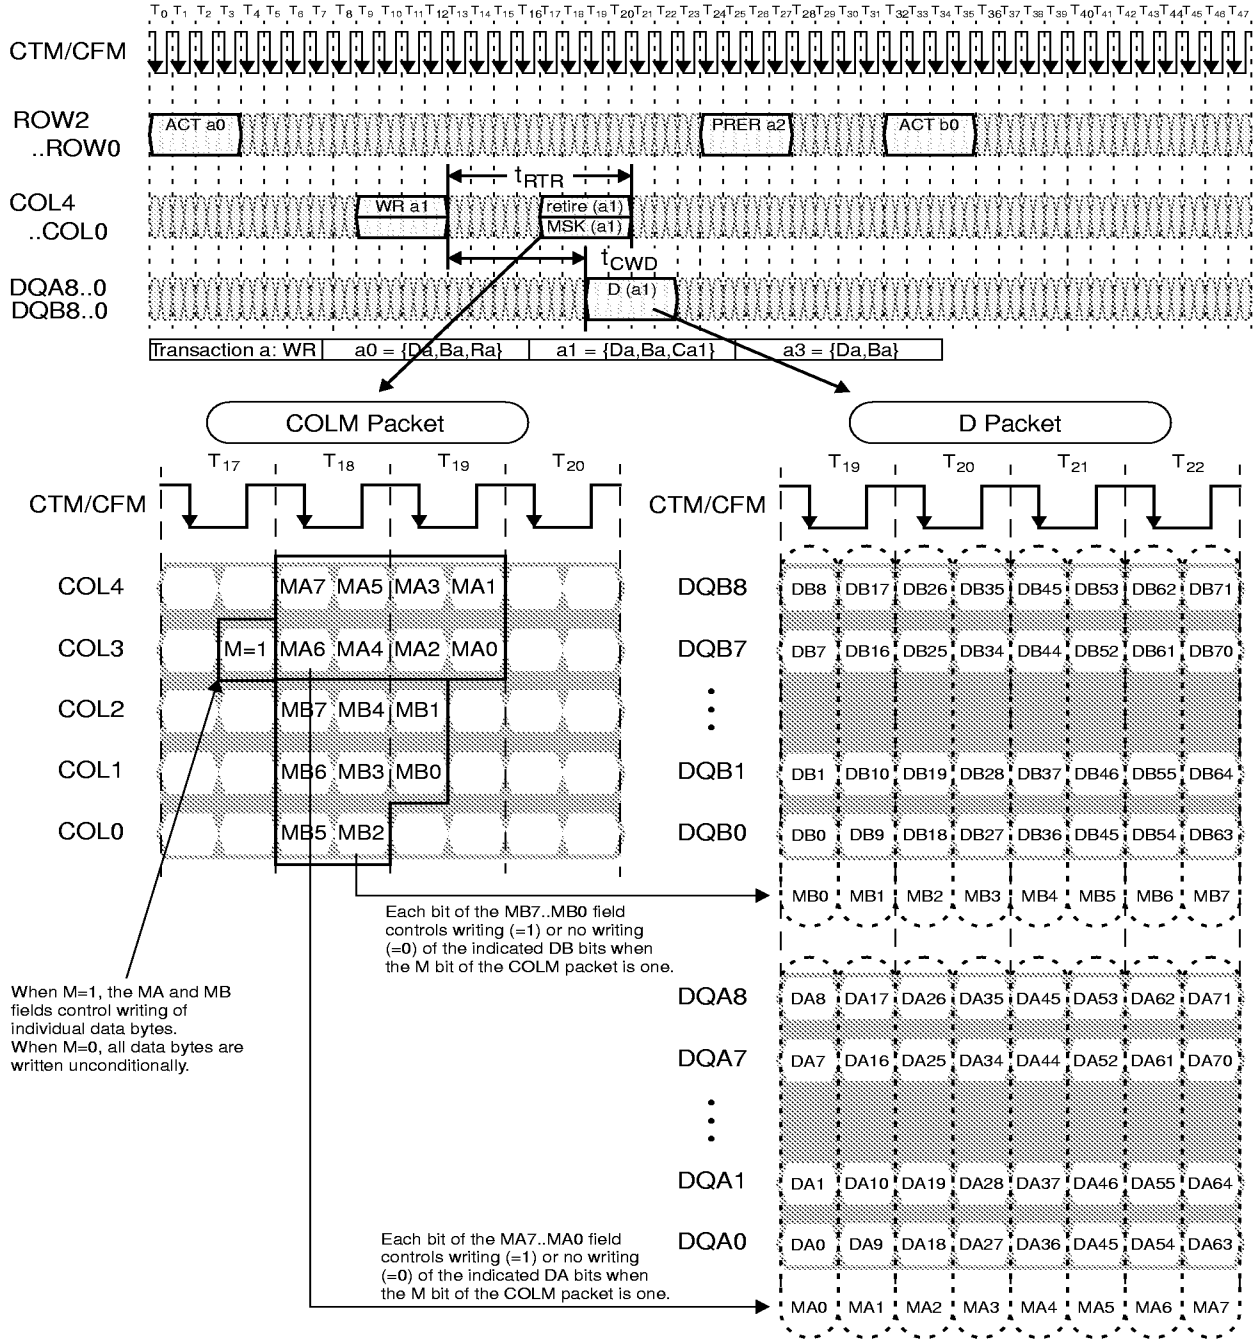 T0 T1 T2 T3 T4 T5 T6 T7 T8 T9 T10 T11 T12 T13 T14 T15 T16 T17 T18 T19 T20 T21 T22 T23 T24 T25 T26 T27 T28 T29 T30 T31 T32 T33 T34 T35 T36 T37 T38 T39 T40 T41 T42 T43 T44 T45 T46 T47
CTM/CFM
ROW2 ACT a0 PRER a2 ACT b0
..ROW0
tRTR
COL4 WR a1 retire (a1)
..COL0 MSK (a1)
tCWD
DQA8..0 D (a1)
DQB8..0
Transaction a: WR a0 = {Da,Ba,Ra} a1 = {Da,Ba,Ca1} a3 = {Da,Ba}
COLM Packet
T17 T18 T19 T20
CTM/CFM
COL4 MA7 MA5 MA3 MA1
COL3 M=1 MA6 MA4 MA2 MA0
COL2 MB7 MB4 MB1
COL1 MB6 MB3 MB0
COL0 MB5 MB2
D Packet
T19 T20 T21 T22
CTM/CFM
DQB8 DB8 DB17 DB26 DB35 DB45 DB53 DB62 DB71
DQB7 DB7 DB16 DB25 DB34 DB44 DB52 DB61 DB70
DQB1 DB1 DB10 DB19 DB28 DB37 DB46 DB55 DB64
DQB0 DB0 DB9 DB18 DB27 DB36 DB45 DB54 DB63
MB0 MB1 MB2 MB3 MB4 MB5 MB6 MB7
Each bit of the MB7..MB0 field
controls writing (=1) or no writing
(=0) of the indicated DB bits when
the M bit of the COLM packet is one.
When M=1, the MA and MB
fields control writing of
individual data bytes.
When M=0, all data bytes are
written unconditionally.
DQA8 DA8 DA17 DA26 DA35 DA45 DA53 DA62 DA71
DQA7 DA7 DA16 DA25 DA34 DA44 DA52 DA61 DA70
DQA1 DA1 DA10 DA19 DA28 DA37 DA46 DA55 DA64
DQA0 DA0 DA9 DA18 DA27 DA36 DA45 DA54 DA63
MA0 MA1 MA2 MA3 MA4 MA5 MA6 MA7
Each bit of the MA7..MA0 field
controls writing (=1) or no writing
(=0) of the indicated DA bits when
the M bit of the COLM packet is one.